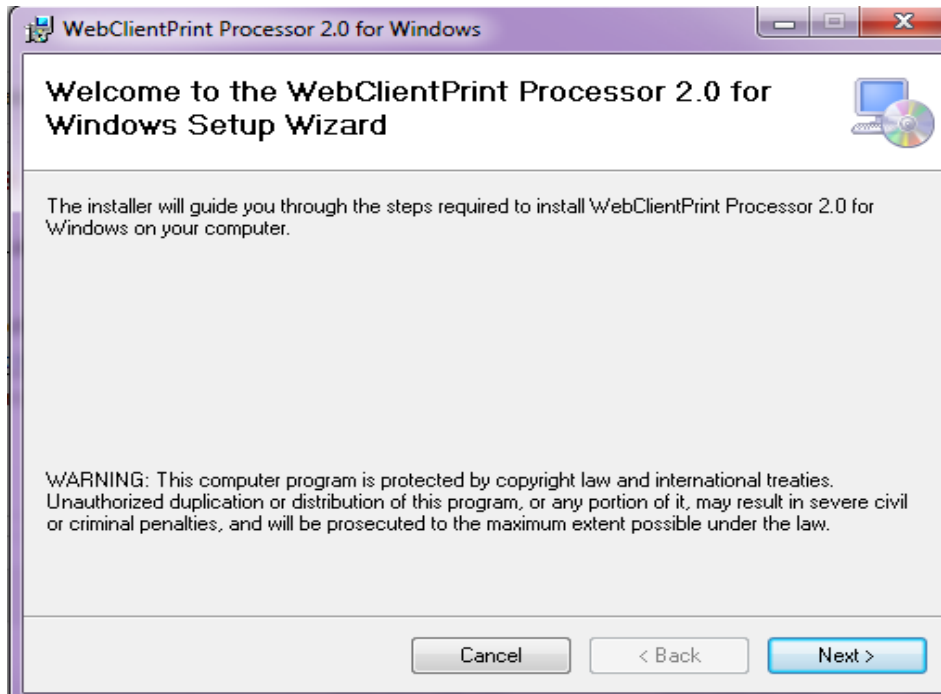 WebClientPrint Processor 2.0 for Windows
Welcome to the WebClientPrint Processor 2.0 for
Windows Setup Wizard
The installer will guide you through the steps required to install WebClientPrint Processor 2.0 for
Windows on your computer.
WARNING: This computer program is protected by copyright law and international treaties.
Unauthorized duplication or distribution of this program, or any portion of it, may result in severe civil
or criminal penalties, and will be prosecuted to the maximum extent possible under the law.
Cancel < Back Next >